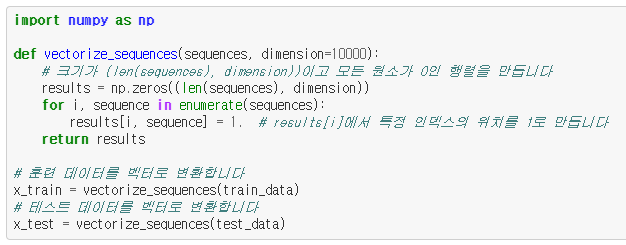 import numpy as np
def vectorize_sequences(sequences, dimension=10000):
    # 크기가 (len(sequences), dimension))이고 모든 원소가 0인 행렬을 만듭니다
    results = np.zeros((len(sequences), dimension))
    for i, sequence in enumerate(sequences):
        results[i, sequence] = 1.  # results[i]에서 특정 인덱스의 위치를 1로 만듭니다
    return results
# 훈련 데이터를 벡터로 변환합니다
x_train = vectorize_sequences(train_data)
# 테스트 데이터를 벡터로 변환합니다
x_test = vectorize_sequences(test_data)